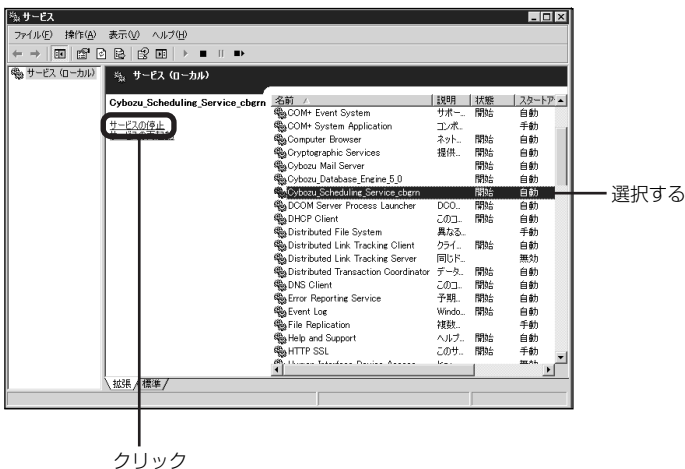 サービス
ファイル(F) 操作(A) 表示(V) ヘルプ(H)
サービス (ローカル)
サービス (ローカル)
Cybozu_Scheduling_Service_cbgrn
サービスの停止
名前 説明 状態 スタートア
COM+ Event System サポー... 開始 自動
COM+ System Application コンポ... 手動
Computer Browser ネット... 開始 自動
Cryptographic Services 提供... 開始 自動
Cybozu Mail Server 開始 自動
Cybozu_Database_Engine_5_0 開始 自動
Cybozu_Scheduling_Service_cbgrn 開始 自動
DCOM Server Process Launcher DCO... 開始 自動
DHCP Client このコ... 開始 自動
Distributed File System 異なる... 手動
Distributed Link Tracking Client クライ... 開始 自動
Distributed Link Tracking Server 同じド... 無効
Distributed Transaction Coordinator データ... 開始 自動
DNS Client このコ... 開始 自動
Error Reporting Service 予期... 開始 自動
Event Log Windo... 開始 自動
File Replication 複数... 手動
Help and Support ヘルプ... 開始 自動
HTTP SSL このサ... 開始 手動
拡張 標準
選択する
クリック